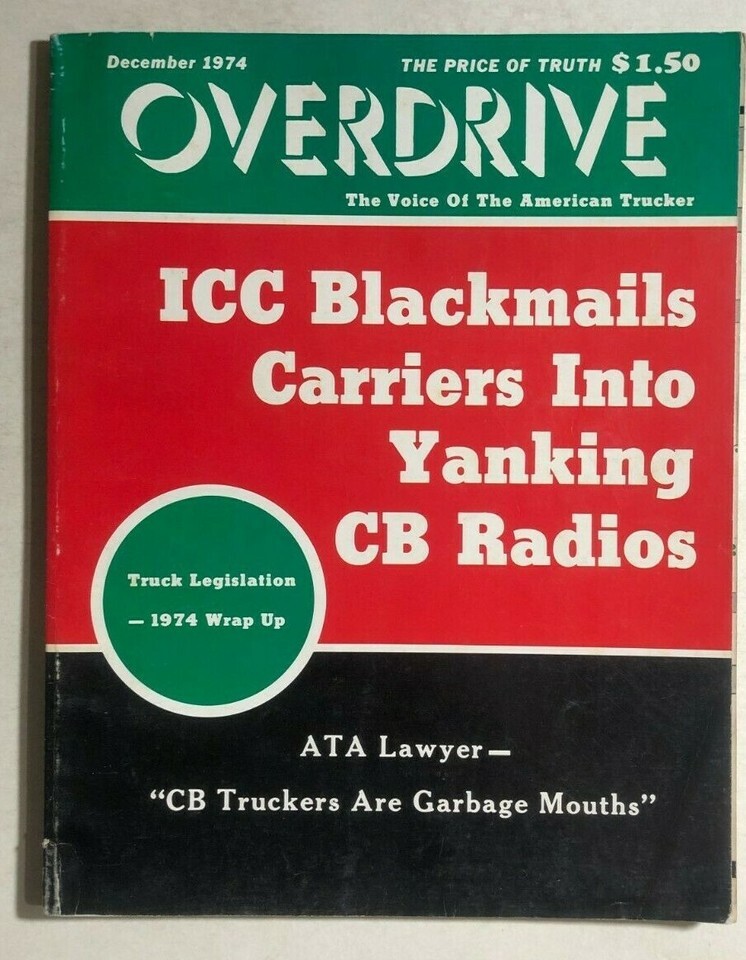 December 1974
THE PRICE OF TRUTH $1.50
OVERDRIVE
The Voice Of The American Trucker
ICC Blackmails
Carriers Into
Yanking
CB Radios
Truck Legislation
— 1974 Wrap Up
ATA Lawyer—
“CB Truckers Are Garbage Mouths”